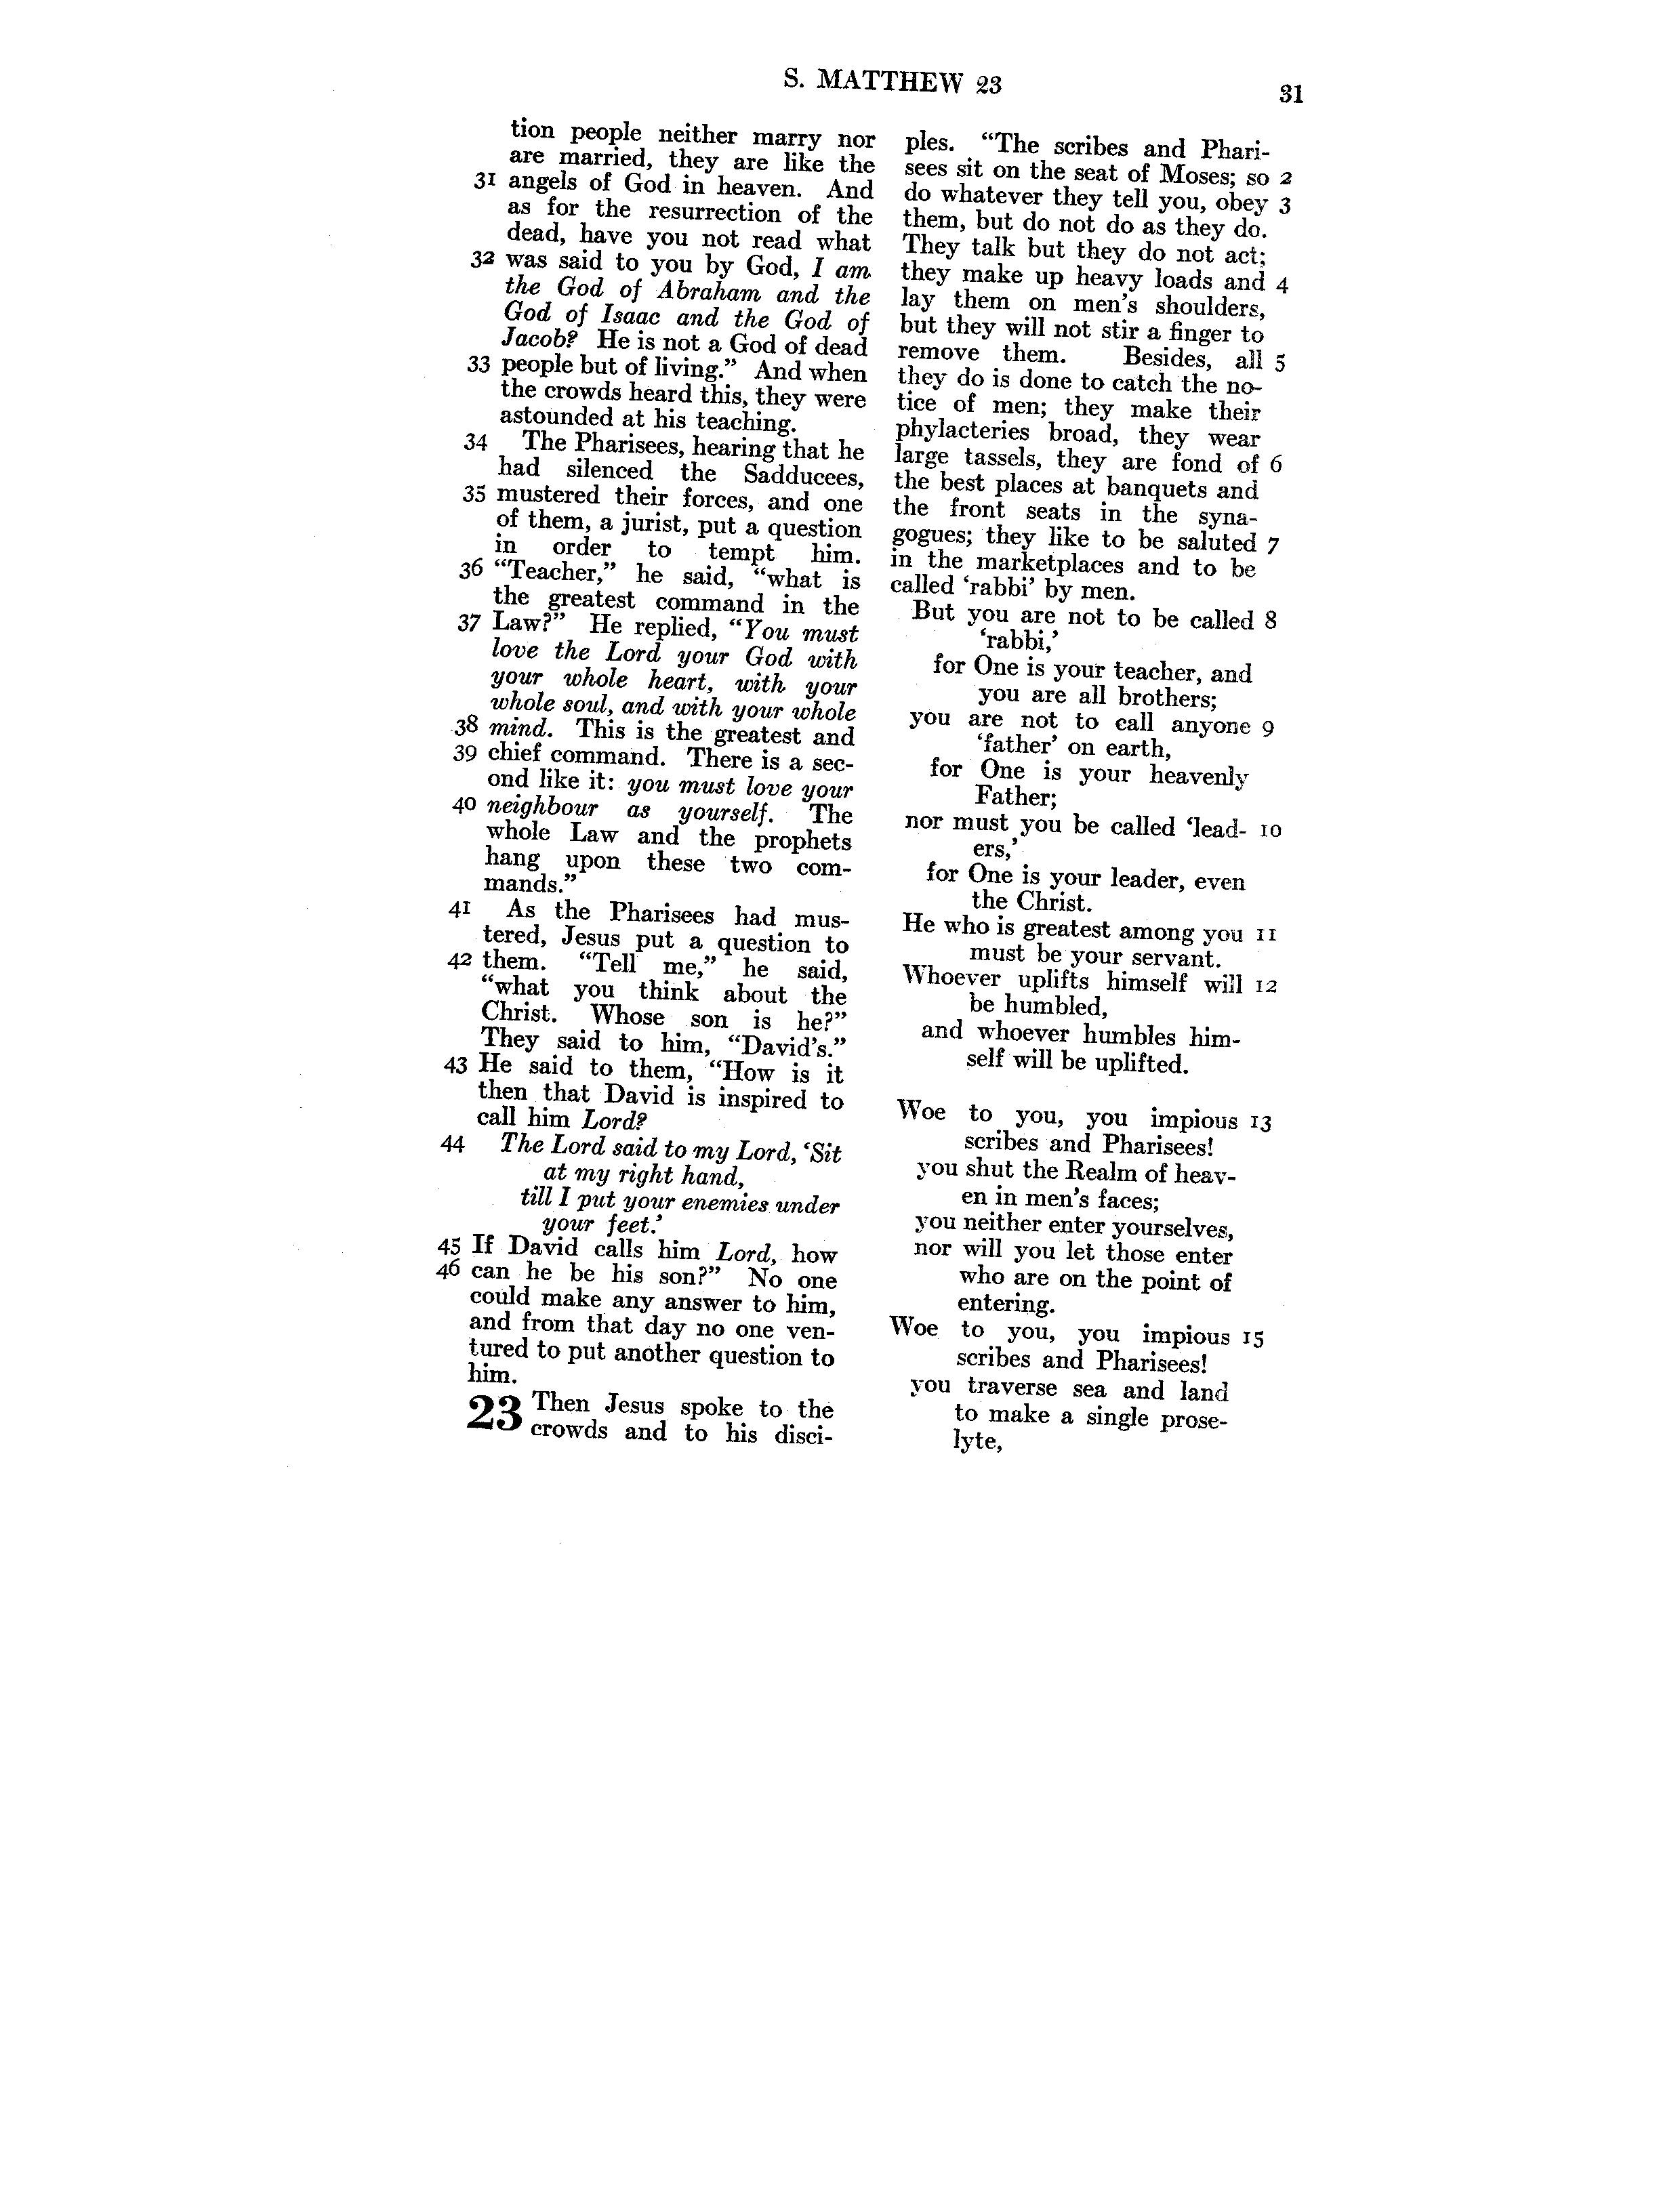 S. MATTHEW 23
31
tion people neither marry nor
are married, they are like the
31 angels of God in heaven. And
as for the resurrection of the
dead, have you not read what
32 was said to you by God, I am
the God of Abraham and the
God of Isaac and the God of
Jacob? He is not a God of dead
33 people but of living.” And when
the crowds heard this, they were
astounded at his teaching.
34 The Pharisees, hearing that he
had silenced the Sadducees,
35 mustered their forces, and one
of them, a jurist, put a question
in order to tempt him.
36 “Teacher,” he said, “what is
the greatest command in the
37 Law?” He replied, “You must
love the Lord your God with
your whole heart, with your
whole soul, and with your whole
38 mind. This is the greatest and
39 chief command. There is a sec-
ond like it: you must love your
40 neighbour as yourself. The
whole Law and the prophets
hang upon these two com-
mands.”
41 As the Pharisees had mus-
tered, Jesus put a question to
42 them. “Tell me,” he said,
“what you think about the
Christ. Whose son is he?”
They said to him, “David’s.”
43 He said to them, “How is it
then that David is inspired to
call him Lord?
44 The Lord said to my Lord, ‘Sit
at my right hand,
till I put your enemies under
your feet.’
45 If David calls him Lord, how
46 can he be his son?” No one
could make any answer to him,
and from that day no one ven-
tured to put another question to
him.
23 Then Jesus spoke to the
crowds and to his disci-
ples. “The scribes and Phari-
sees sit on the seat of Moses; so 2
do whatever they tell you, obey 3
them, but do not do as they do.
They talk but they do not act;
they make up heavy loads and 4
lay them on men’s shoulders,
but they will not stir a finger to
remove them. Besides, all 5
they do is done to catch the no-
tice of men; they make their
phylacteries broad, they wear
large tassels, they are fond of 6
the best places at banquets and
the front seats in the syna-
gogues; they like to be saluted 7
in the marketplaces and to be
called ‘rabbi’ by men.
But you are not to be called 8
‘rabbi,’
for One is your teacher, and
you are all brothers;
you are not to call anyone 9
‘father’ on earth,
for One is your heavenly
Father;
nor must you be called ‘lead- 10
ers,’
for One is your leader, even
the Christ.
He who is greatest among you 11
must be your servant.
Whoever uplifts himself will 12
be humbled,
and whoever humbles him-
self will be uplifted.
Woe to you, you impious 13
scribes and Pharisees!
you shut the Realm of heav-
en in men’s faces;
you neither enter yourselves,
nor will you let those enter
who are on the point of
entering.
Woe to you, you impious 15
scribes and Pharisees!
you traverse sea and land
to make a single prose-
lyte,